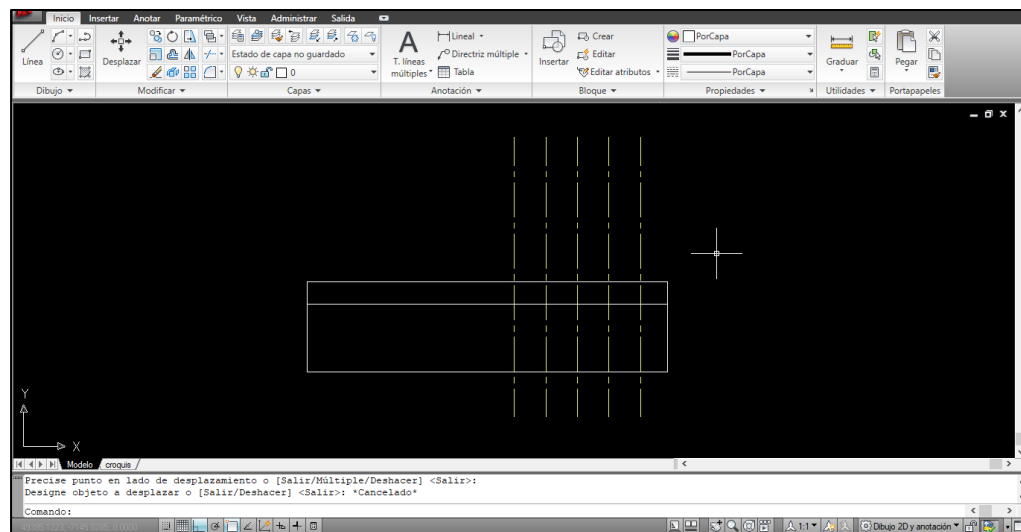 Inicio Insertar Anotar Paramétrico Vista Administrar Salida
Línea
Desplazar
Estado de capa no guardado
0
A
T. líneas
múltiples
Lineal
Directriz múltiple
Tabla
Insertar
Crear
Editar
Editar atributos
PorCapa
PorCapa
PorCapa
Graduar
Pegar
Dibujo Modificar Capas Anotación Bloque Propiedades Utilidades Portapapeles
Y
X
Modelo croquis
Precise punto en lado de desplazamiento o [Salir/Múltiple/Deshacer] <Salir>:
Designe objeto a desplazar o [Salir/Deshacer] <Salir>: *Cancelado*
Comando:
1:1 Dibujo 2D y anotación